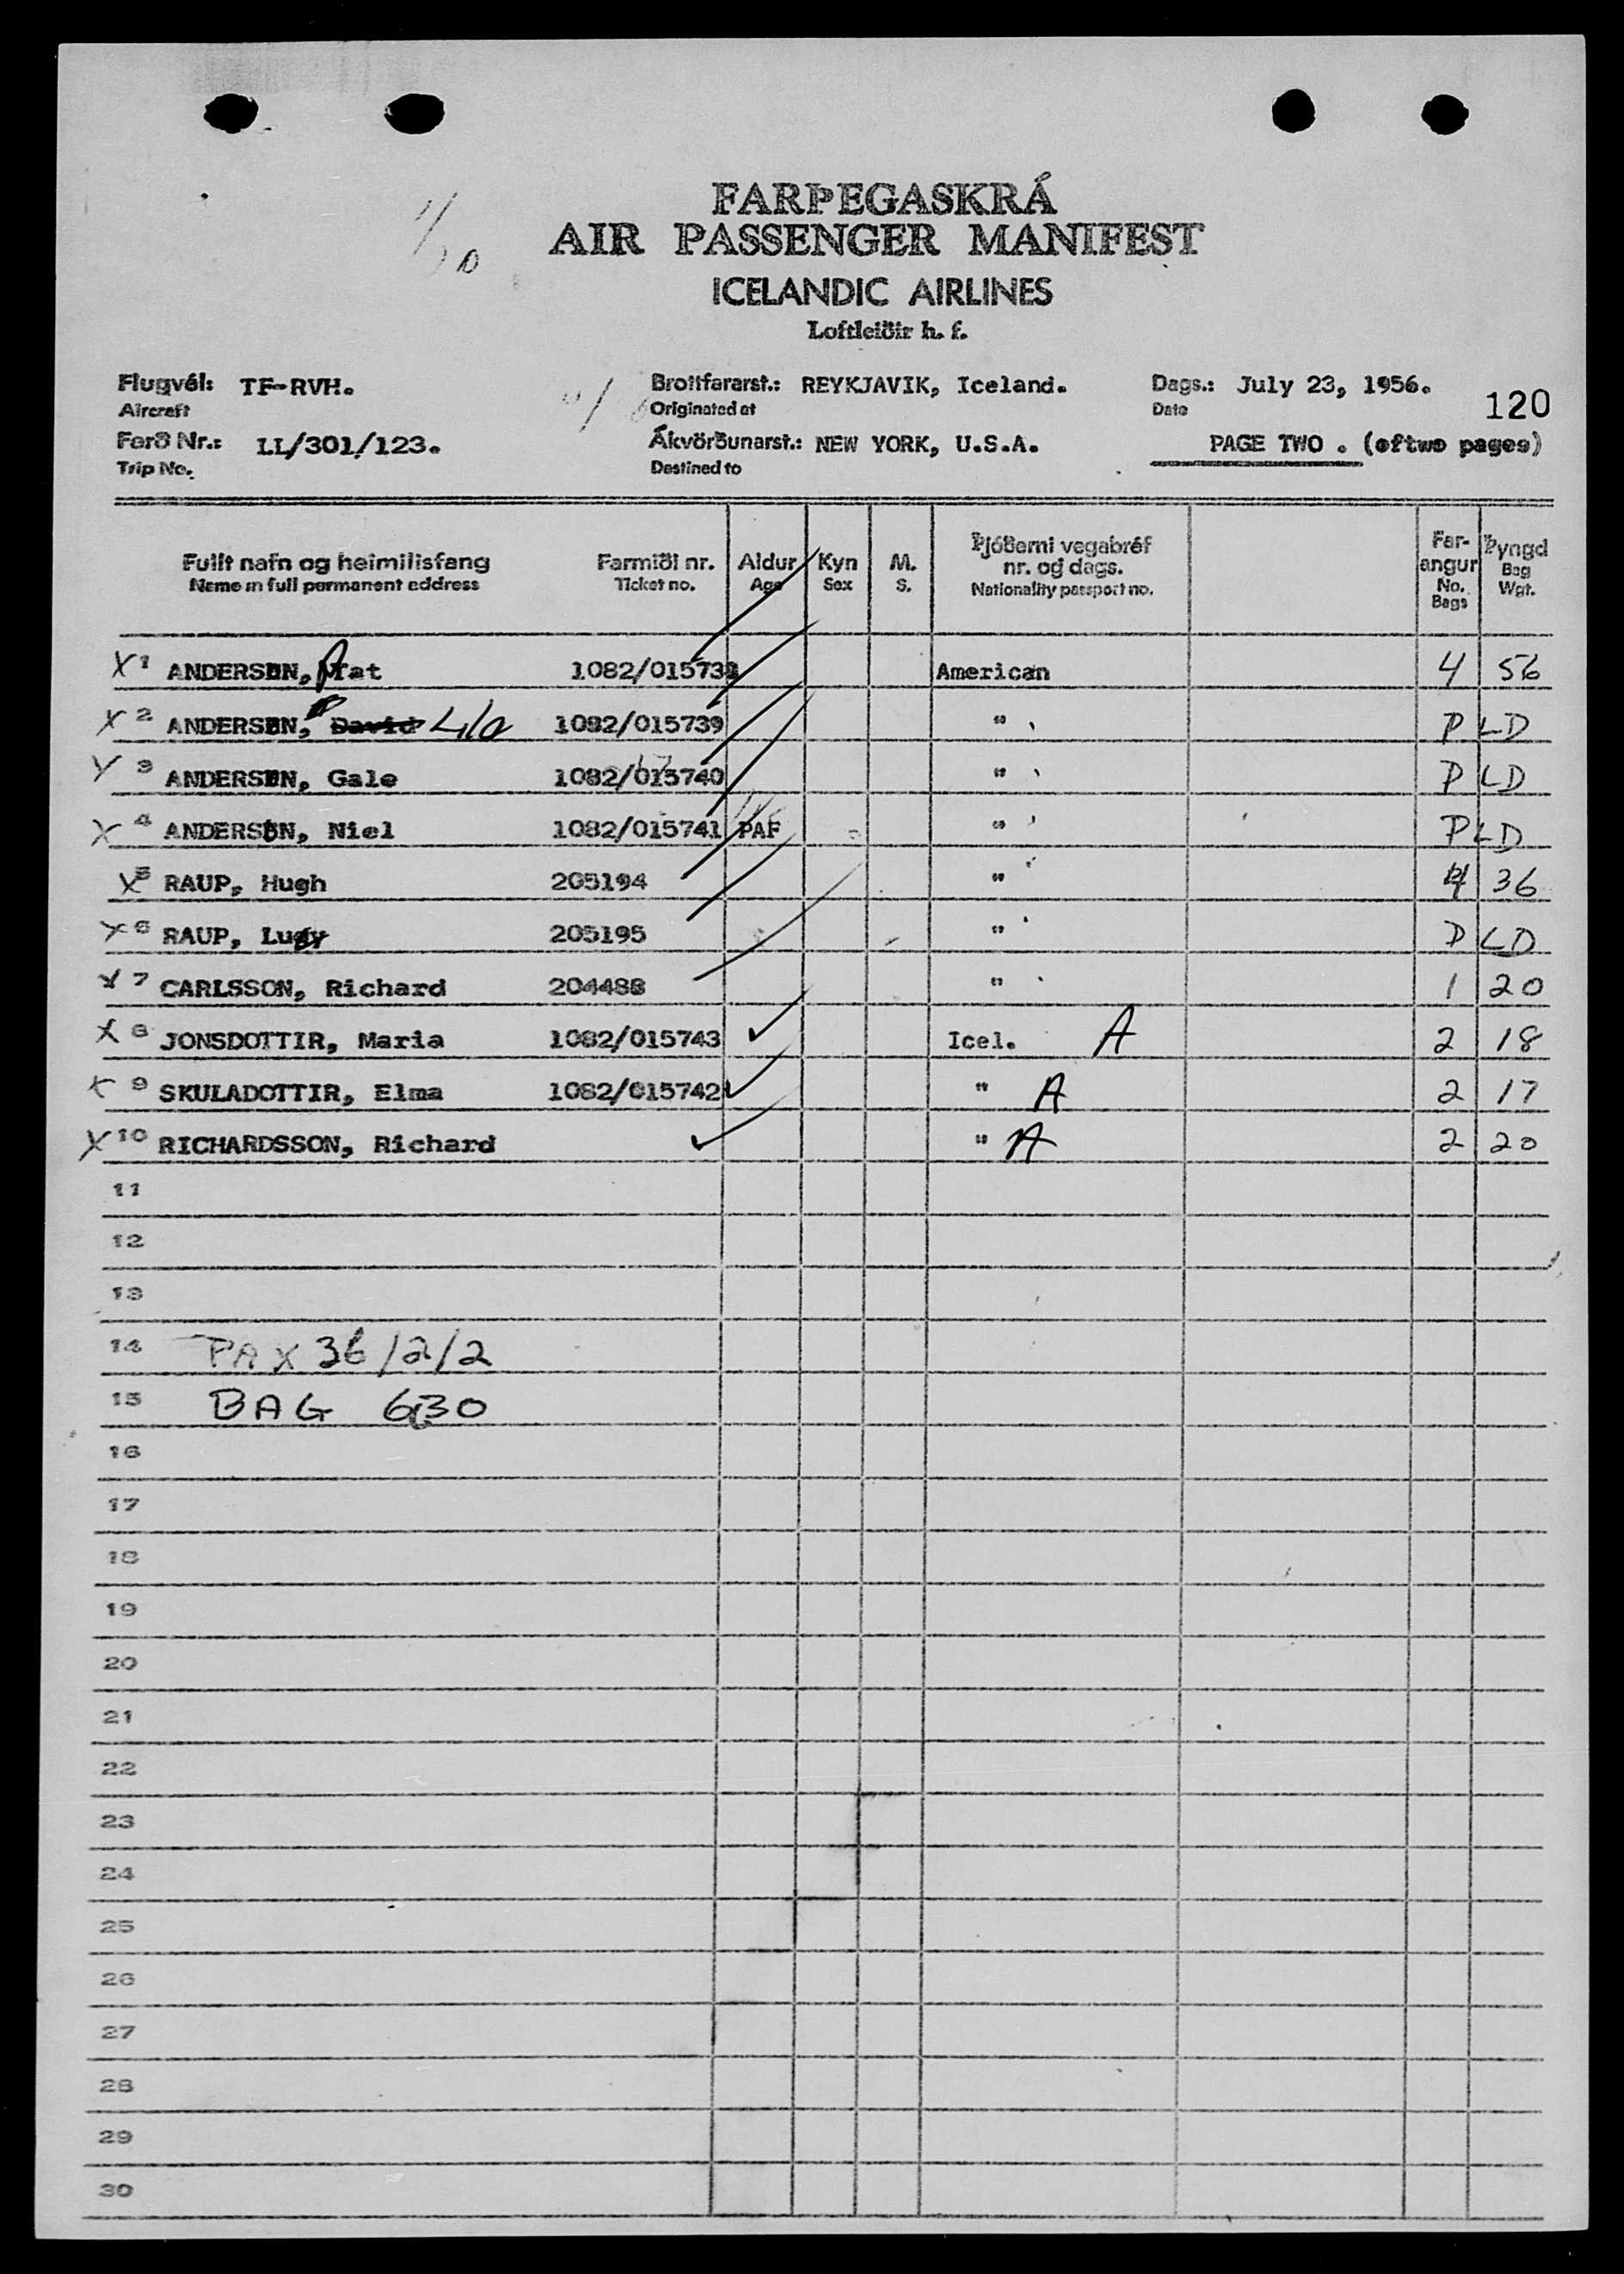 FARÞEGASKRÁ
AIR PASSENGER MANIFEST
ICELANDIC AIRLINES
Loftleiðir h. f.
Flugvél: TF-RVH. Brottfararst.: REYKJAVIK, Iceland. Dags.: July 23, 1956.
Aircraft Originated at Date 120
Ferð Nr.: LL/301/123. Ákvörðunarst.: NEW YORK, U.S.A. PAGE TWO . (oftwo pages)
Trip No. Destined to
Fullt nafn og heimilisfang Farmiði nr. Aldur Kyn M. Þjóðerni vegabréf nr. og dags. Farangur Þyngd
Name in full permanent address Ticket no. Age Sex S. Nationality passport no. No. Bags Bag Wgt.
X 1 ANDERSEN, Pat 1082/015738 American 4 56
X 2 ANDERSEN, David Lila 1082/015739 " P LD
X 3 ANDERSEN, Gale 1082/015740 " P LD
X 4 ANDERSEN, Niel 1082/015741 PAF " P LD
X 5 RAUP, Hugh 205194 " 4 36
X 6 RAUP, Lucy 205195 " P LD
X 7 CARLSSON, Richard 204488 " 1 20
X 8 JONSDOTTIR, Maria 1082/015743 Icel. A 2 18
X 9 SKULADOTTIR, Elma 1082/015742 " A 2 17
X 10 RICHARDSSON, Richard " A 2 20
11
12
13
14 PAX 36/2/2
15 BAG 630
16
17
18
19
20
21
22
23
24
25
26
27
28
29
30